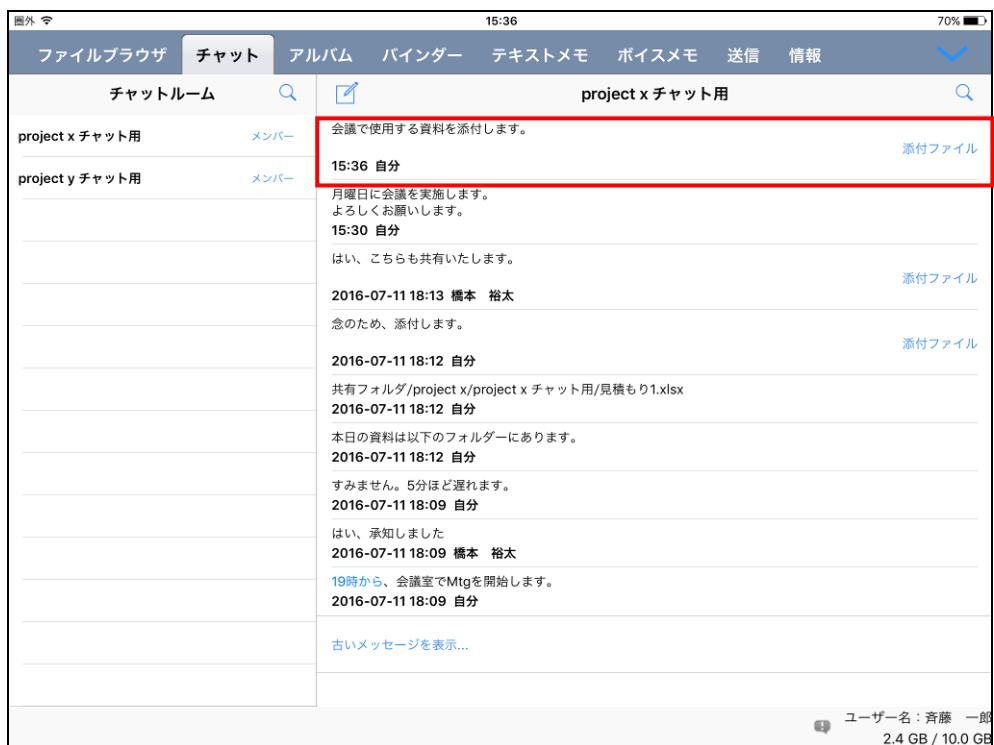 圏外 15:36 70%
ファイルブラウザ チャット アルバム バインダー テキストメモ ボイスメモ 送信 情報
チャットルーム
project x チャット用 メンバー
project y チャット用 メンバー
project x チャット用
会議で使用する資料を添付します。
添付ファイル
15:36 自分
月曜日に会議を実施します。
よろしくお願いします。
15:30 自分
はい、こちらも共有いたします。
添付ファイル
2016-07-11 18:13 橋本　裕太
念のため、添付します。
添付ファイル
2016-07-11 18:12 自分
共有フォルダ/project x/project x チャット用/見積もり1.xlsx
2016-07-11 18:12 自分
本日の資料は以下のフォルダーにあります。
2016-07-11 18:12 自分
すみません。5分ほど遅れます。
2016-07-11 18:09 自分
はい、承知しました
2016-07-11 18:09 橋本　裕太
19時から、会議室でMtgを開始します。
2016-07-11 18:09 自分
古いメッセージを表示...
ユーザー名：斉藤　一郎
2.4 GB / 10.0 GB